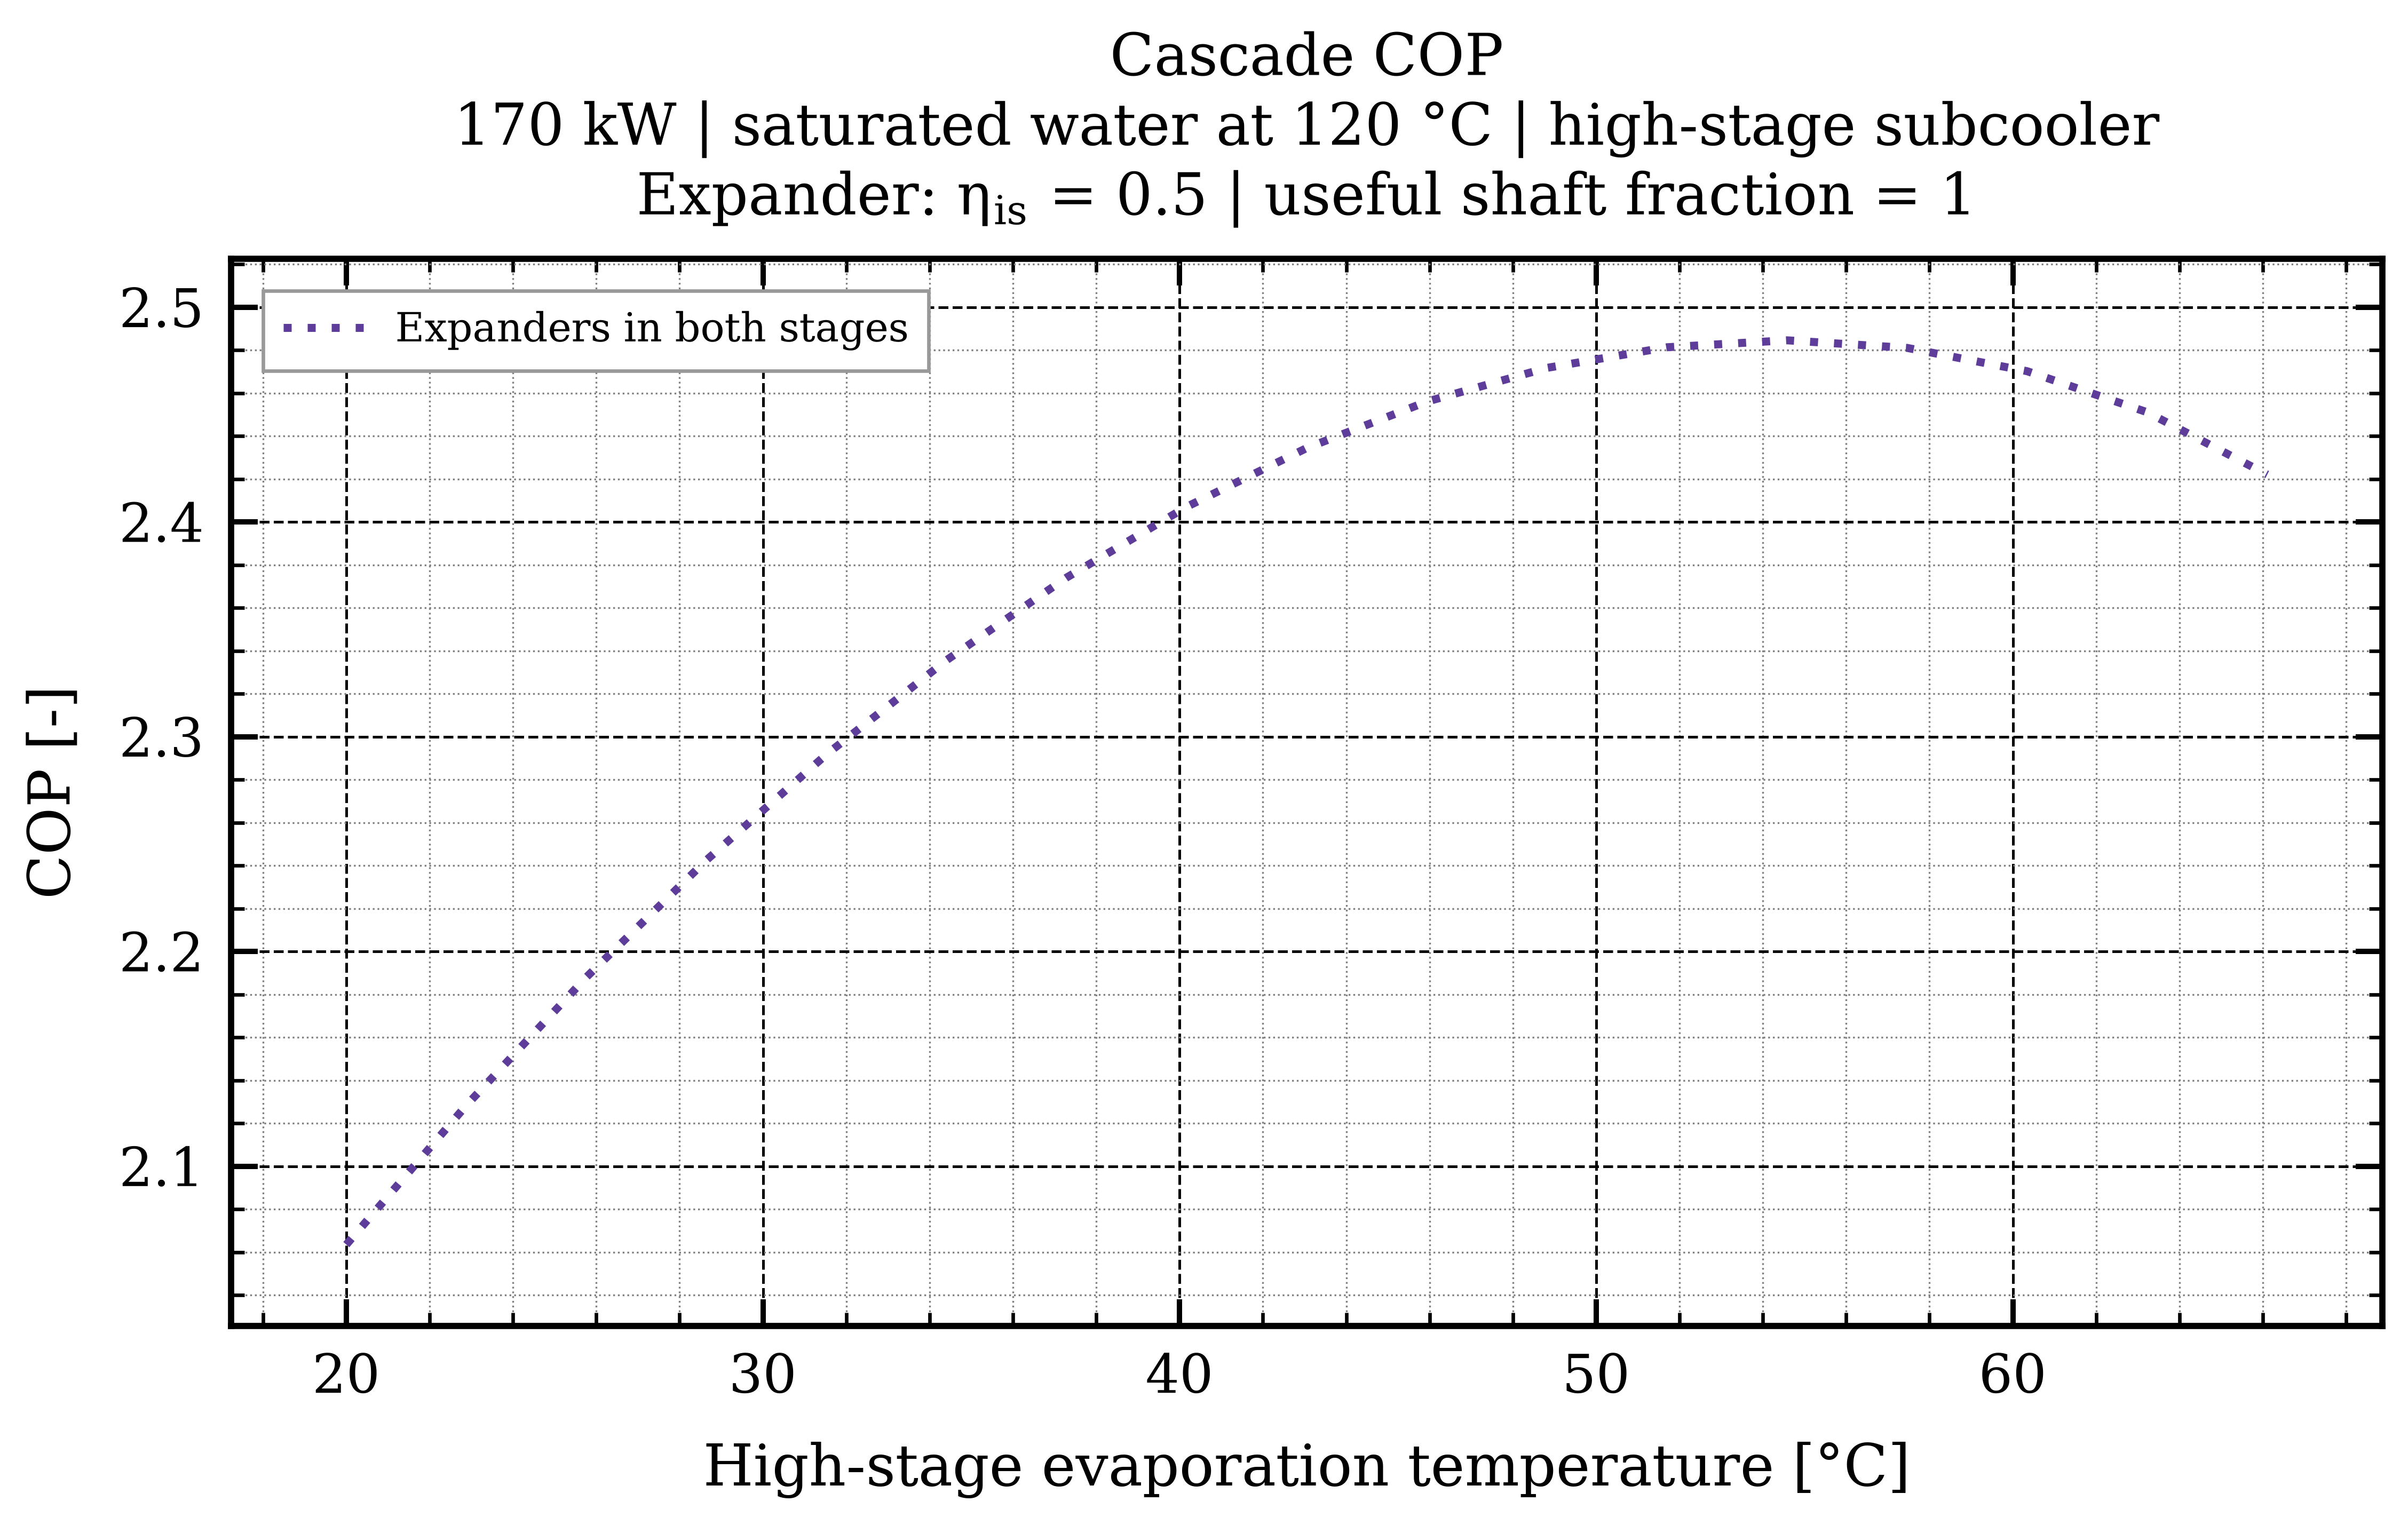 Cascade COP
170 kW | saturated water at 120 °C | high-stage subcooler
Expander: ηis = 0.5 | useful shaft fraction = 1
Expanders in both stages
COP [-]
2.5
2.4
2.3
2.2
2.1
20 30 40 50 60
High-stage evaporation temperature [°C]